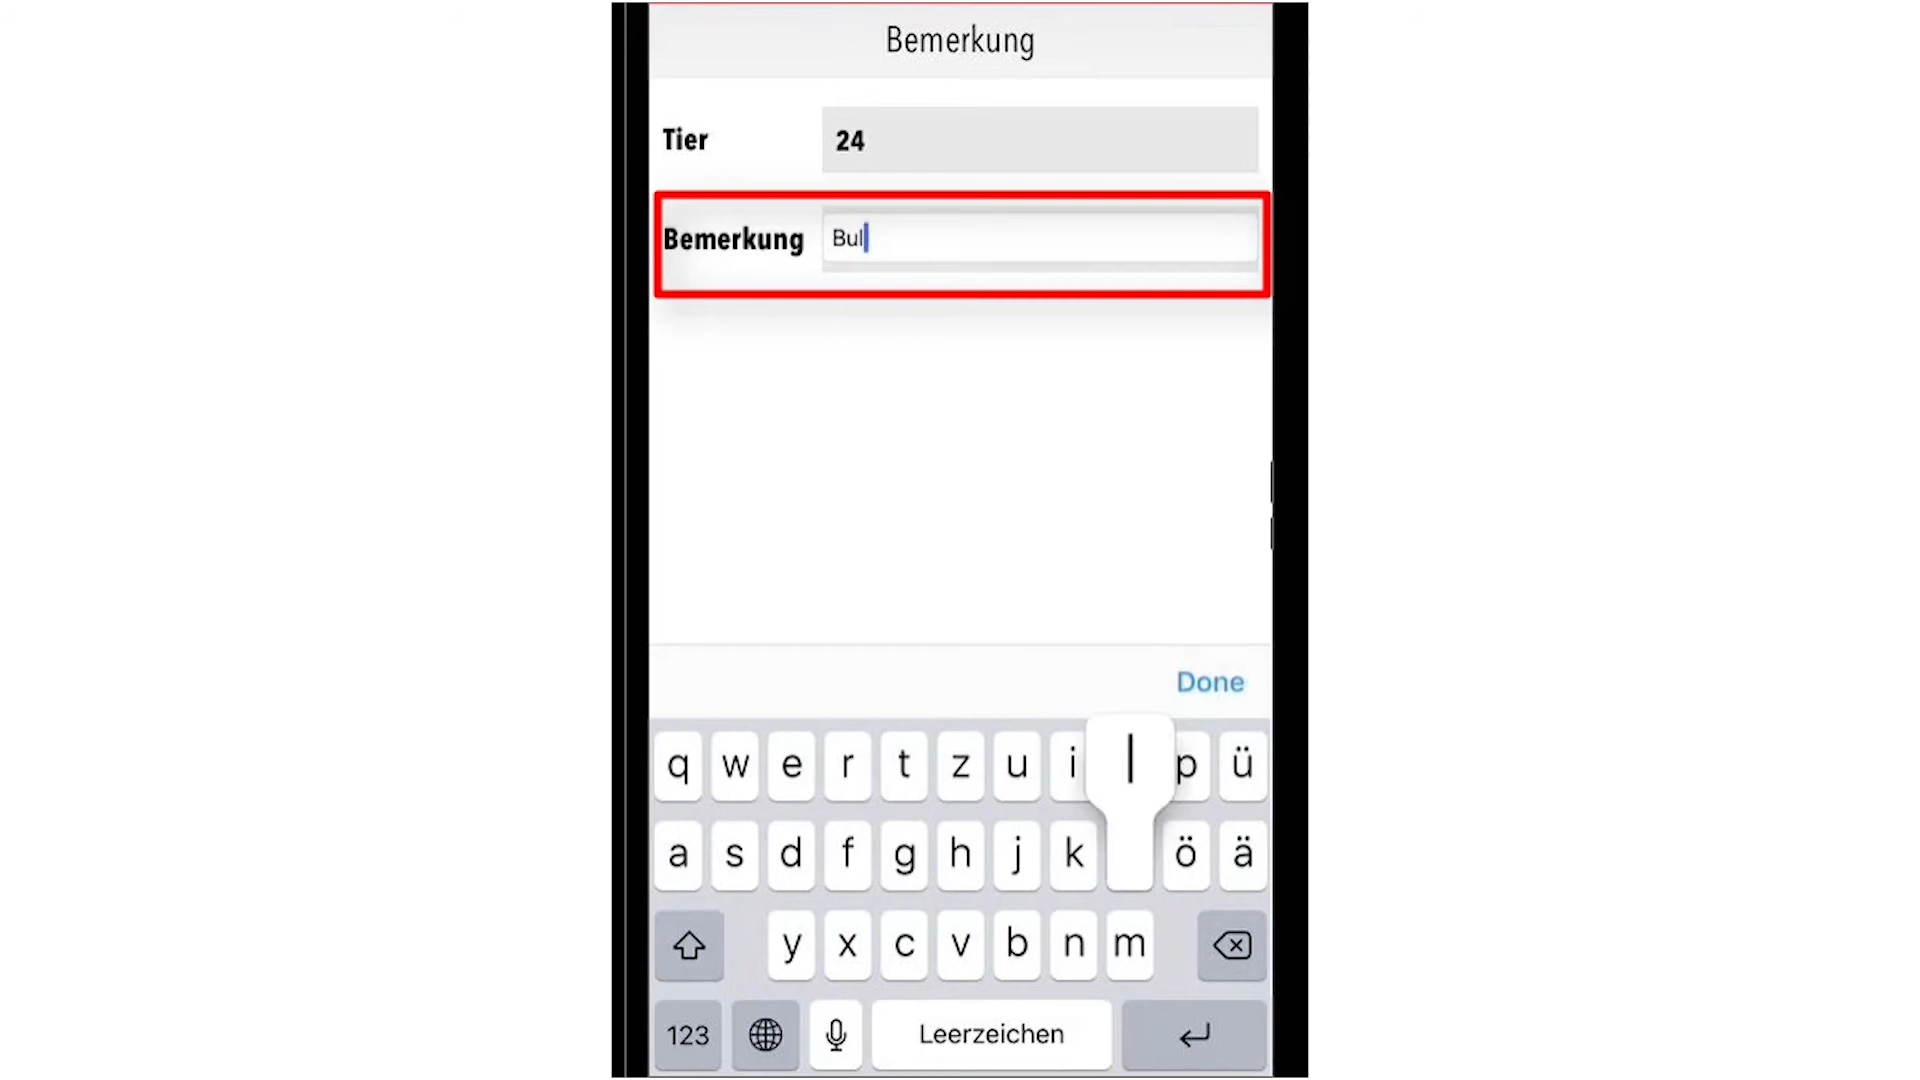 Bemerkung
Tier 24
Bemerkung Bul
Done
q w e r t z u i l p ü
a s d f g h j k ö ä
y x c v b n m
123 Leerzeichen